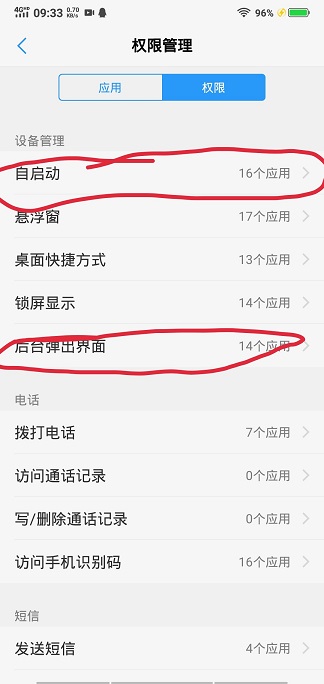 4G HD 09:33 0.70 KB/s 96%
权限管理
应用 权限
设备管理
自启动 16个应用
悬浮窗 17个应用
桌面快捷方式 13个应用
锁屏显示 14个应用
后台弹出界面 14个应用
电话
拨打电话 7个应用
访问通话记录 0个应用
写/删除通话记录 0个应用
访问手机识别码 16个应用
短信
发送短信 4个应用